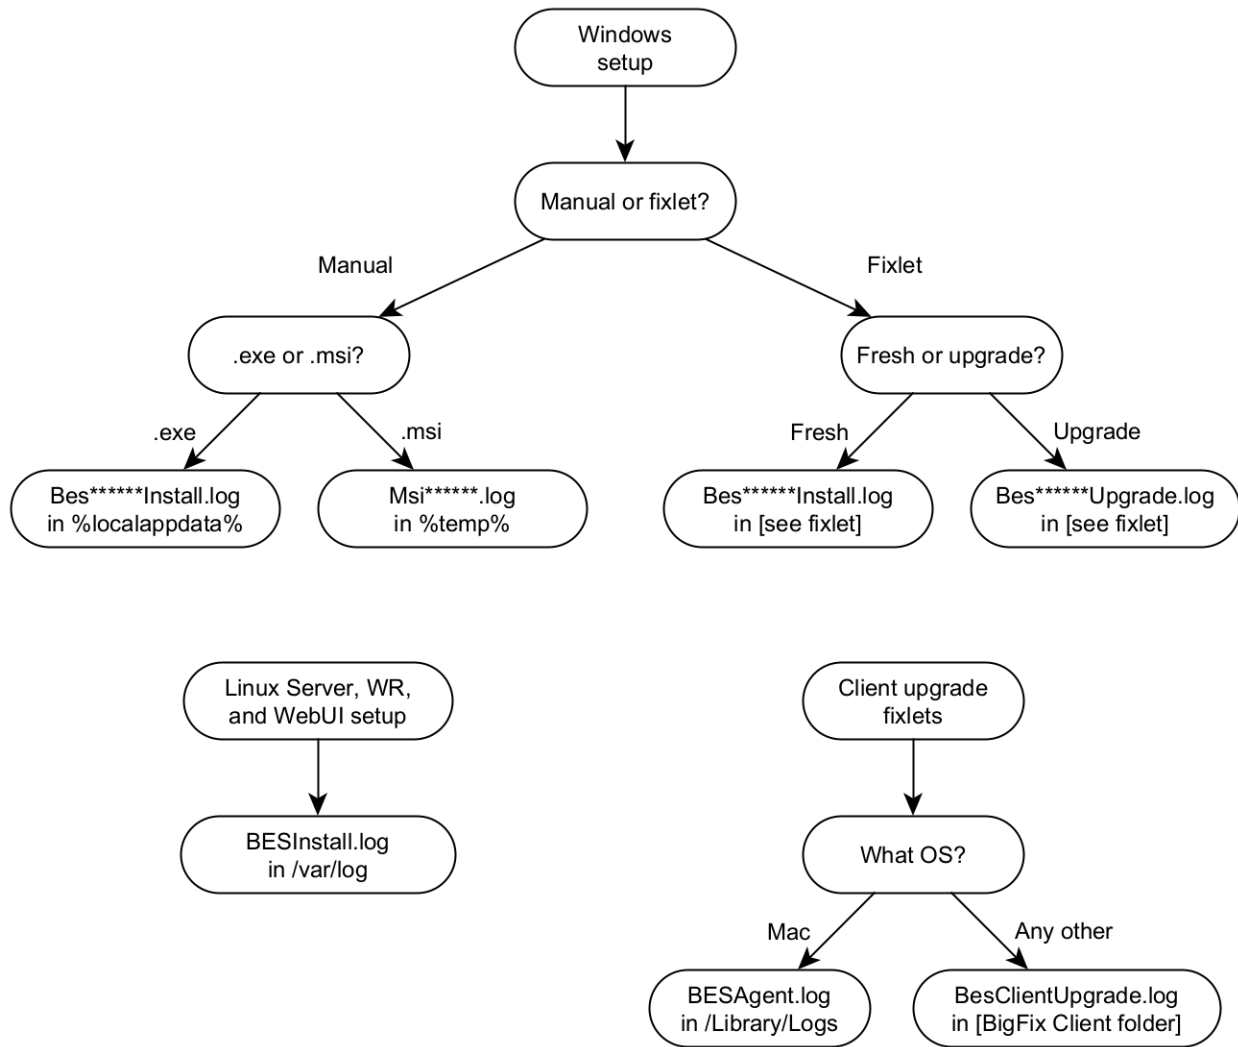 Windows
setup
Manual or fixlet?
Manual
Fixlet
.exe or .msi?
Fresh or upgrade?
.exe
.msi
Fresh
Upgrade
Bes******Install.log
in %localappdata%
Msi******.log
in %temp%
Bes******Install.log
in [see fixlet]
Bes******Upgrade.log
in [see fixlet]
Linux Server, WR,
and WebUI setup
BESInstall.log
in /var/log
Client upgrade
fixlets
What OS?
Mac
Any other
BESAgent.log
in /Library/Logs
BesClientUpgrade.log
in [BigFix Client folder]